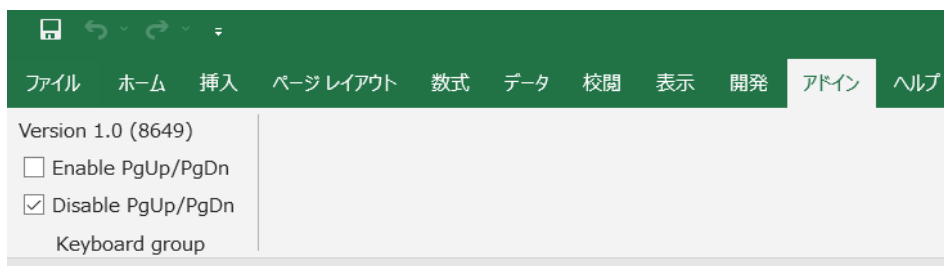 ファイル ホーム 挿入 ページ レイアウト 数式 データ 校閲 表示 開発 アドイン ヘルプ
Version 1.0 (8649)
Enable PgUp/PgDn
Disable PgUp/PgDn
Keyboard group